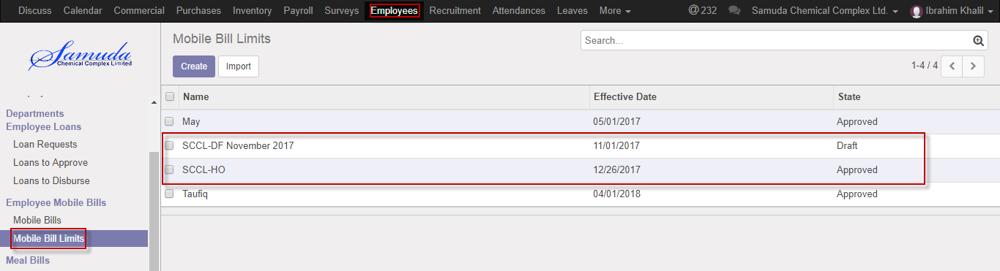 Discuss Calendar Commercial Purchases Inventory Payroll Surveys Employees Recruitment Attendances Leaves More @ 232 Samuda Chemical Complex Ltd. Ibrahim Khalil
Samuda
Chemical Complex Limited
Departments
Employee Loans
Loan Requests
Loans to Approve
Loans to Disburse
Employee Mobile Bills
Mobile Bills
Mobile Bill Limits
Meal Bills
Mobile Bill Limits
Search...
Create Import
1-4 / 4
Name Effective Date State
May 05/01/2017 Approved
SCCL-DF November 2017 11/01/2017 Draft
SCCL-HO 12/26/2017 Approved
Taufiq 04/01/2018 Approved